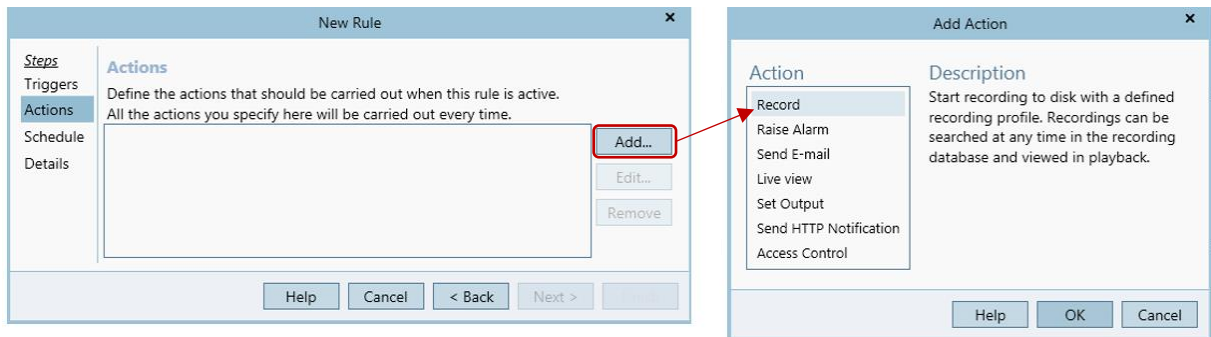 New Rule
×
Steps
Triggers
Actions
Schedule
Details
Actions
Define the actions that should be carried out when this rule is active.
All the actions you specify here will be carried out every time.
Add...
Edit...
Remove
Help
Cancel
< Back
Next >
Add Action
×
Action
Record
Raise Alarm
Send E-mail
Live view
Set Output
Send HTTP Notification
Access Control
Description
Start recording to disk with a defined
recording profile. Recordings can be
searched at any time in the recording
database and viewed in playback.
Help
OK
Cancel